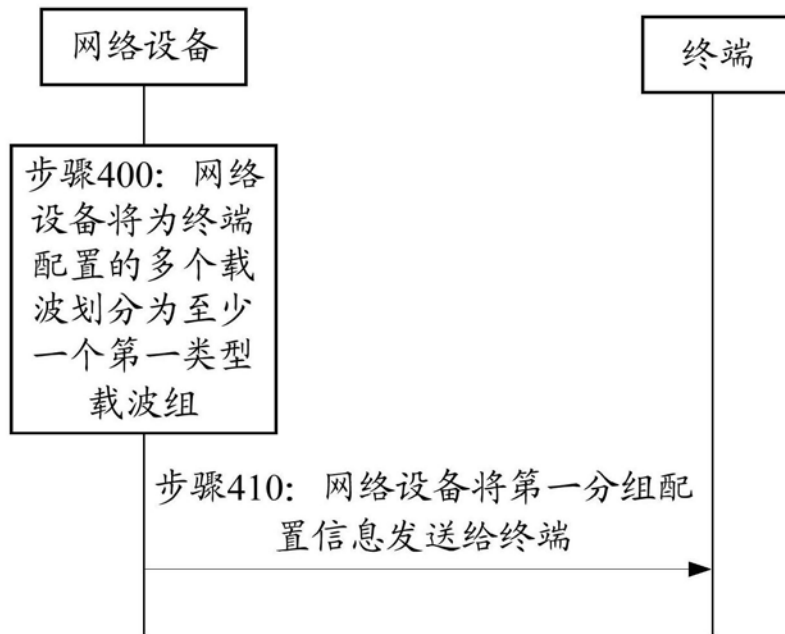 网络设备
终端
步骤400：网络
设备将为终端
配置的多个载
波划分为至少
一个第一类型
载波组
步骤410：网络设备将第一分组配
置信息发送给终端